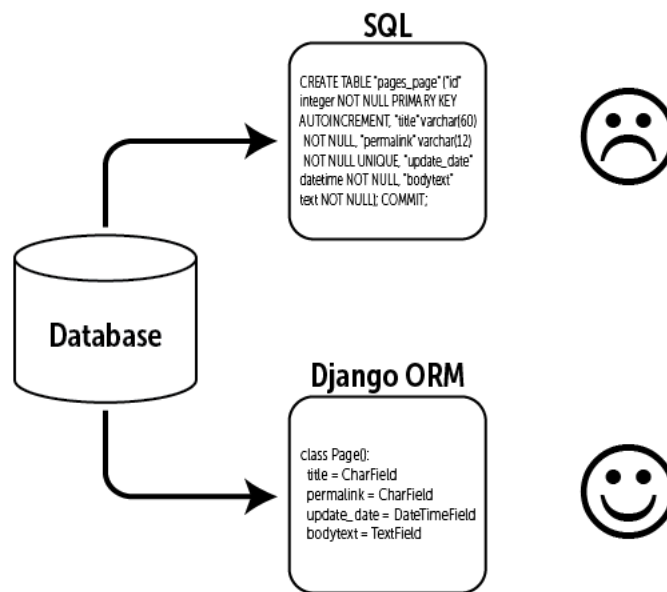 SQL
CREATE TABLE "pages_page" ("id"
integer NOT NULL PRIMARY KEY
AUTOINCREMENT, "title" varchar(60)
NOT NULL, "permalink" varchar(12)
NOT NULL UNIQUE, "update_date"
datetime NOT NULL, "bodytext"
text NOT NULL); COMMIT;
Database
Django ORM
class Page():
title = CharField
permalink = CharField
update_date = DateTimeField
bodytext = TextField